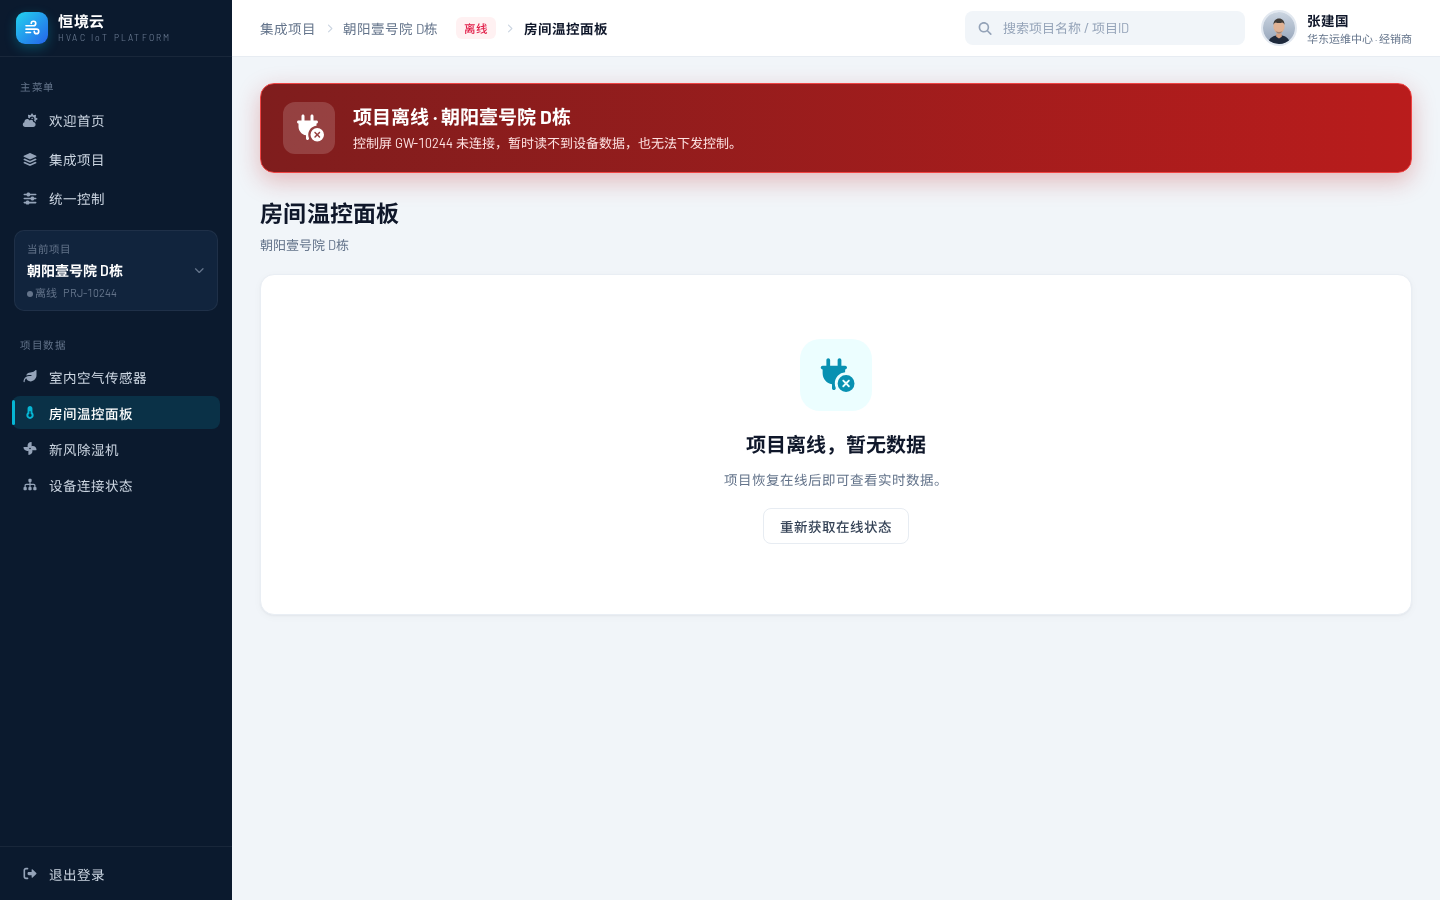 恒境云
HVAC IoT PLATFORM
主菜单
欢迎首页
集成项目
统一控制
当前项目
朝阳壹号院 D栋
离线 PRJ-10244
项目数据
室内空气传感器
房间温控面板
新风除湿机
设备连接状态
退出登录
集成项目 朝阳壹号院 D栋 离线 房间温控面板
搜索项目名称 / 项目ID
张建国
华东运维中心 · 经销商
项目离线 · 朝阳壹号院 D栋
控制屏 GW-10244 未连接，暂时读不到设备数据，也无法下发控制。
房间温控面板
朝阳壹号院 D栋
项目离线，暂无数据
项目恢复在线后即可查看实时数据。
重新获取在线状态